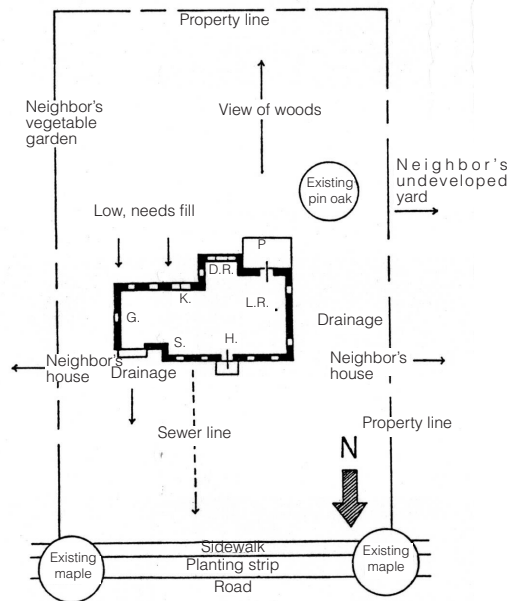 Property line
Neighbor's
vegetable
garden
View of woods
Neighbor's
undeveloped
yard
Existing
pin oak
Low, needs fill
P
D.R.
K.
L.R.
G.
S.
H.
Drainage
Neighbor's
house
Drainage
Neighbor's
house
Sewer line
Property line
N
Existing
maple
Sidewalk
Planting strip
Road
Existing
maple